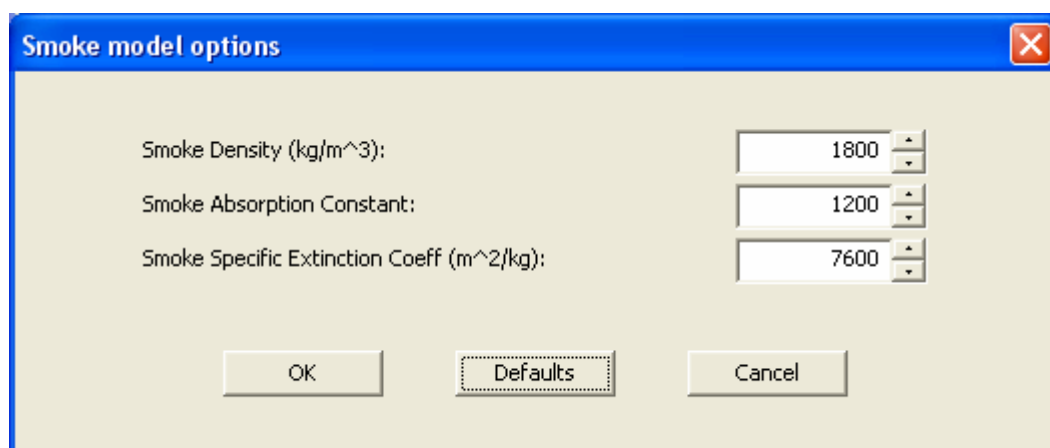 Smoke model options
Smoke Density (kg/m^3): 1800
Smoke Absorption Constant: 1200
Smoke Specific Extinction Coeff (m^2/kg): 7600
OK Defaults Cancel